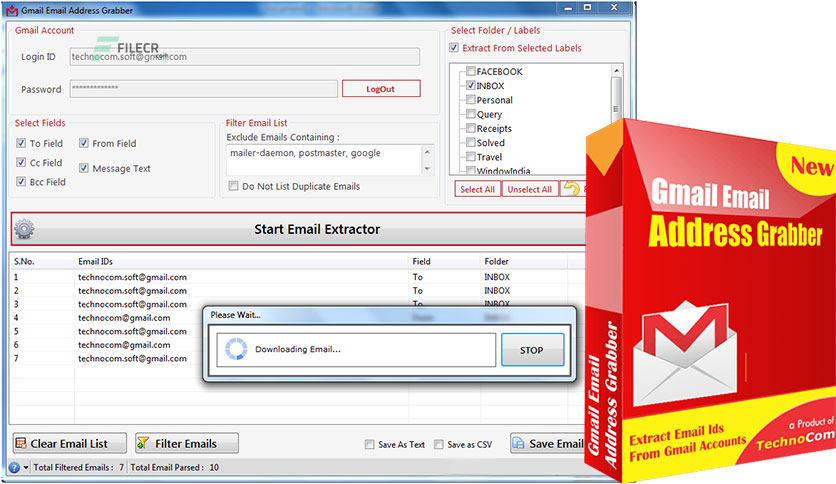 Gmail Email Address Grabber
Gmail Account
FILECR
.com
Login ID technocom.soft@gmail.com
Password *************
LogOut
Select Folder / Labels
Extract From Selected Labels
FACEBOOK
INBOX
Personal
Query
Receipts
Solved
Travel
WindowIndia
Select All Unselect All
Select Fields
To Field From Field
Cc Field Message Text
Bcc Field
Filter Email List
Exclude Emails Containing :
mailer-daemon, postmaster, google
Do Not List Duplicate Emails
Start Email Extractor
S.No. Email IDs Field Folder
1 technocom.soft@gmail.com To INBOX
2 technocom.soft@gmail.com To INBOX
3 technocom.soft@gmail.com To INBOX
4 technocom@gmail.com
5 technocom.soft@gmail.com
6 technocom@gmail.com
7 technocom.soft@gmail.com
Please Wait...
Downloading Email...
STOP
Clear Email List Filter Emails Save As Text Save as CSV Save Email
Total Filtered Emails : 7 Total Email Parsed : 10
New
Gmail Email
Address Grabber
Gmail Email
Address Grabber
Extract Email Ids
From Gmail Accounts
a Product of
TechnoCom